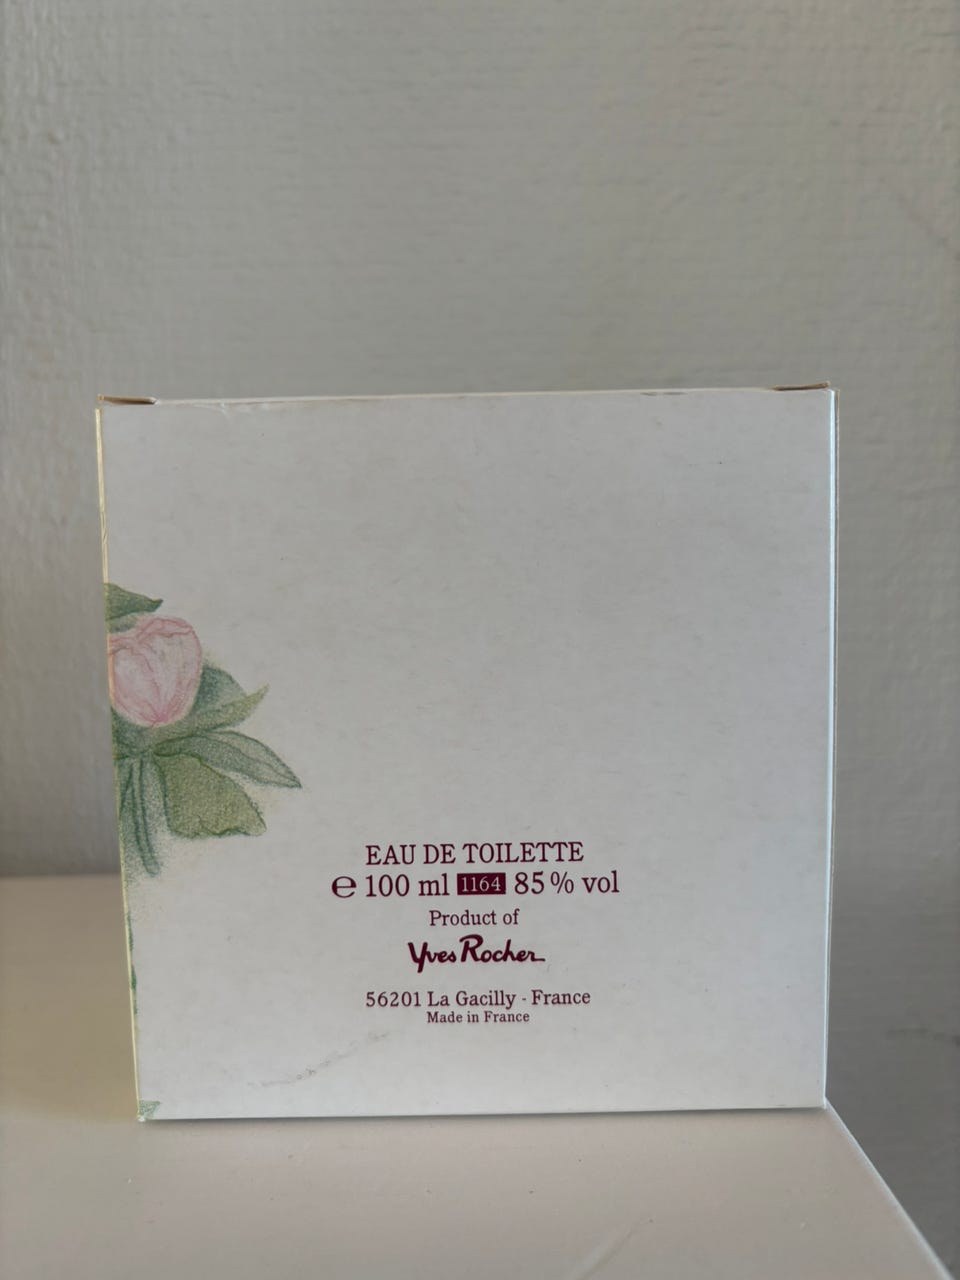 EAU DE TOILETTE
℮ 100 ml 1164 85% vol
Product of
Yves Rocher
56201 La Gacilly - France
Made in France